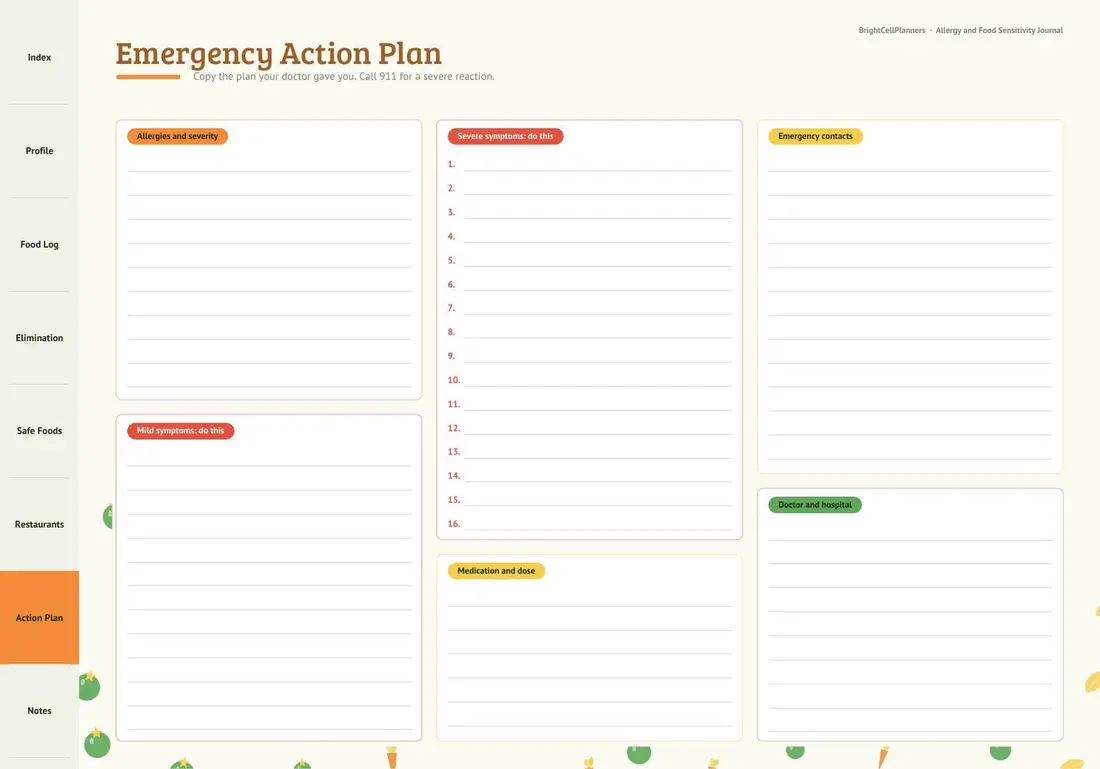 Index
Profile
Food Log
Elimination
Safe Foods
Restaurants
Action Plan
Notes
BrightCellPlanners · Allergy and Food Sensitivity Journal
Emergency Action Plan
Copy the plan your doctor gave you. Call 911 for a severe reaction.
Allergies and severity
Mild symptoms: do this
Severe symptoms: do this
1.
2.
3.
4.
5.
6.
7.
8.
9.
10.
11.
12.
13.
14.
15.
16.
Medication and dose
Emergency contacts
Doctor and hospital